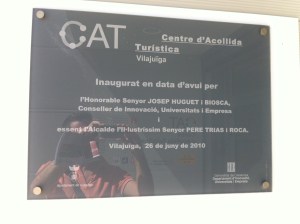 CAT
Centre d'Acollida
Turística
Vilajuïga
Inaugurat en data d'avui per
l'Honorable Senyor JOSEP HUGUET I BIOSCA,
Conseller de Innovació, Universitats i Empresa
i
essent l'Alcalde l'Il·lustríssim Senyor PERE TRIAS i ROCA.
Vilajuïga, 26 de juny de 2010